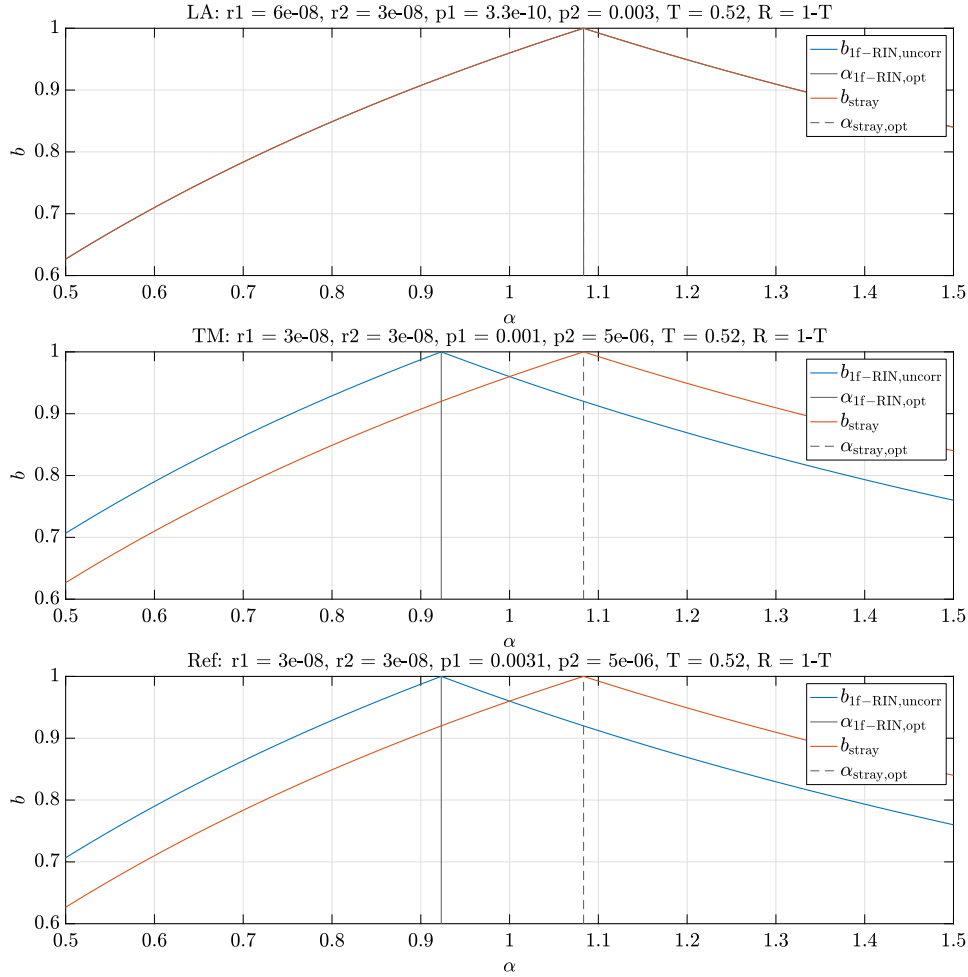 LA: r1 = 6e-08, r2 = 3e-08, p1 = 3.3e-10, p2 = 0.003, T = 0.52, R = 1-T
1
0.9
0.8
0.7
0.6
b
b1f−RIN,uncorr
α1f−RIN,opt
bstray
αstray,opt
0.5 0.6 0.7 0.8 0.9 1 1.1 1.2 1.3 1.4 1.5
α
TM: r1 = 3e-08, r2 = 3e-08, p1 = 0.001, p2 = 5e-06, T = 0.52, R = 1-T
1
0.9
0.8
0.7
0.6
b
b1f−RIN,uncorr
α1f−RIN,opt
bstray
αstray,opt
0.5 0.6 0.7 0.8 0.9 1 1.1 1.2 1.3 1.4 1.5
α
Ref: r1 = 3e-08, r2 = 3e-08, p1 = 0.0031, p2 = 5e-06, T = 0.52, R = 1-T
1
0.9
0.8
0.7
0.6
b
b1f−RIN,uncorr
α1f−RIN,opt
bstray
αstray,opt
0.5 0.6 0.7 0.8 0.9 1 1.1 1.2 1.3 1.4 1.5
α